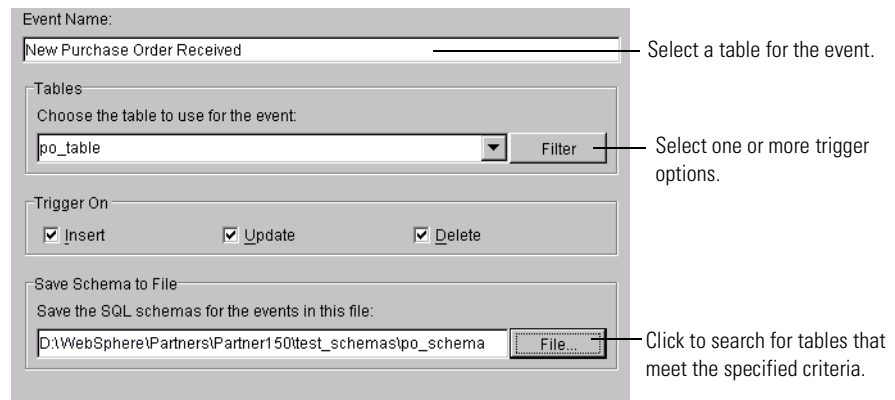 Event Name:
New Purchase Order Received
Select a table for the event.
Tables
Choose the table to use for the event:
po_table
Filter
Select one or more trigger
options.
Trigger On
Insert
Update
Delete
Save Schema to File
Save the SQL schemas for the events in this file:
D:\WebSphere\Partners\Partner150\test_schemas\po_schema
File...
Click to search for tables that
meet the specified criteria.